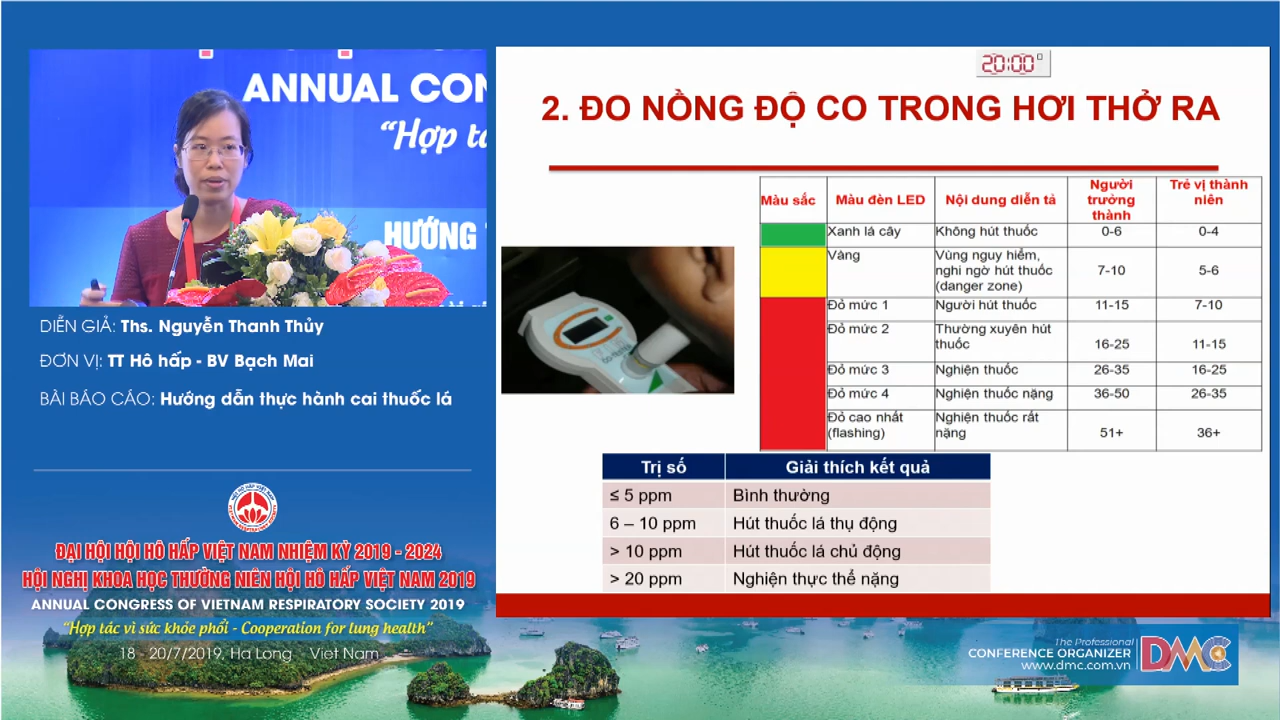 ANNUAL CON
“Hợp tá
HƯỚNG
DIỄN GIẢ: Ths. Nguyễn Thanh Thủy
ĐƠN VỊ: TT Hô hấp - BV Bạch Mai
BÀI BÁO CÁO: Hướng dẫn thực hành cai thuốc lá
HỘI HÔ HẤP VIỆT NAM
ĐẠI HỘI HỘI HÔ HẤP VIỆT NAM NHIỆM KỲ 2019 - 2024
HỘI NGHỊ KHOA HỌC THƯỜNG NIÊN HỘI HÔ HẤP VIỆT NAM 2019
ANNUAL CONGRESS OF VIETNAM RESPIRATORY SOCIETY 2019
“Hợp tác vì sức khỏe phổi - Cooperation for lung health”
18 - 20/7/2019, Ha Long Viet Nam
20:00
2. ĐO NỒNG ĐỘ CO TRONG HƠI THỞ RA
Màu sắc Màu đèn LED Nội dung diễn tả Người trưởng thành Trẻ vị thành niên
Xanh lá cây Không hút thuốc 0-6 0-4
Vàng Vùng nguy hiểm, nghi ngờ hút thuốc (danger zone) 7-10 5-6
Đỏ mức 1 Người hút thuốc 11-15 7-10
Đỏ mức 2 Thường xuyên hút thuốc 16-25 11-15
Đỏ mức 3 Nghiện thuốc 26-35 16-25
Đỏ mức 4 Nghiện thuốc nặng 36-50 26-35
Đỏ cao nhất (flashing) Nghiện thuốc rất nặng 51+ 36+
Trị số Giải thích kết quả
≤ 5 ppm Bình thường
6 – 10 ppm Hút thuốc lá thụ động
> 10 ppm Hút thuốc lá chủ động
> 20 ppm Nghiện thực thể nặng
The Professional
CONFERENCE ORGANIZER
www.dmc.com.vn
DMC